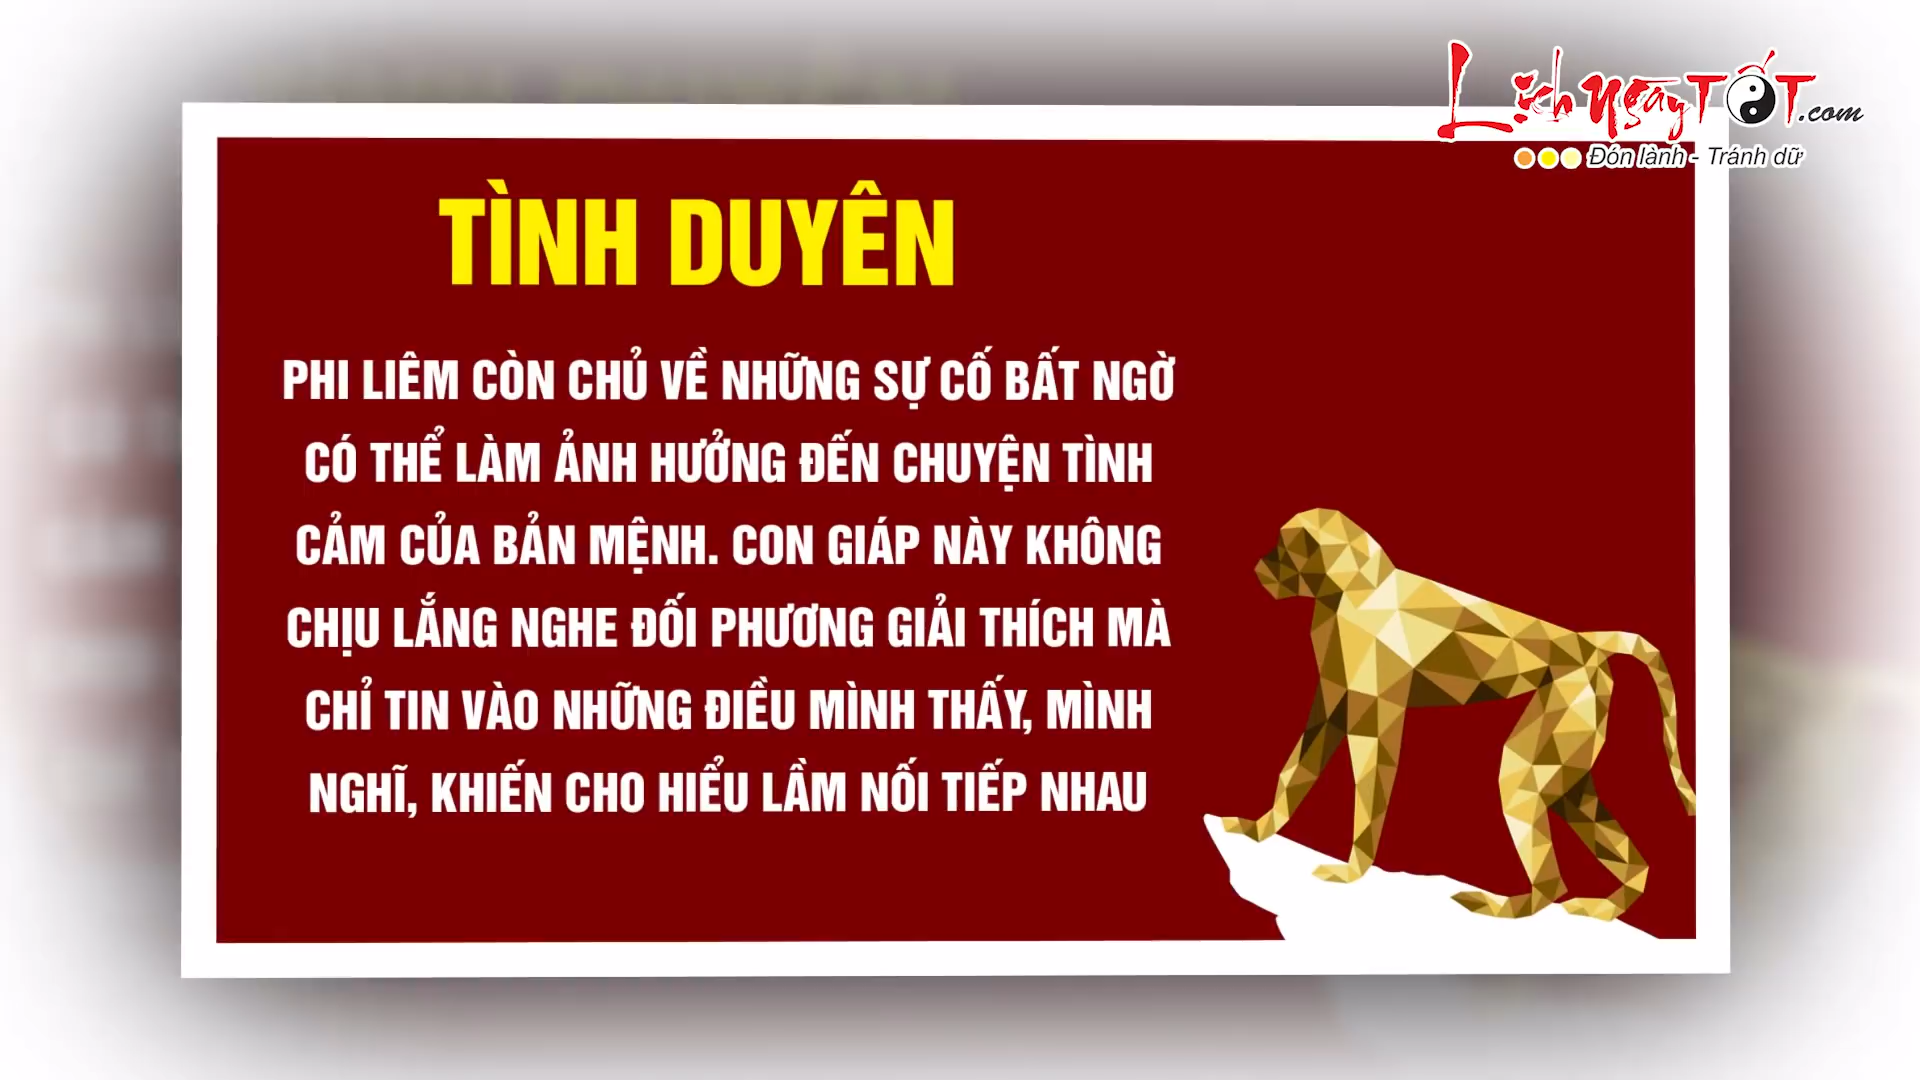 LịchNgàyTỐT.com
Đón lành - Tránh dữ
TÌNH DUYÊN
PHI LIÊM CÒN CHỦ VỀ NHỮNG SỰ CỐ BẤT NGỜ
CÓ THỂ LÀM ẢNH HƯỞNG ĐẾN CHUYỆN TÌNH
CẢM CỦA BẢN MỆNH. CON GIÁP NÀY KHÔNG
CHỊU LẮNG NGHE ĐỐI PHƯƠNG GIẢI THÍCH MÀ
CHỈ TIN VÀO NHỮNG ĐIỀU MÌNH THẤY, MÌNH
NGHĨ, KHIẾN CHO HIỂU LẦM NỐI TIẾP NHAU